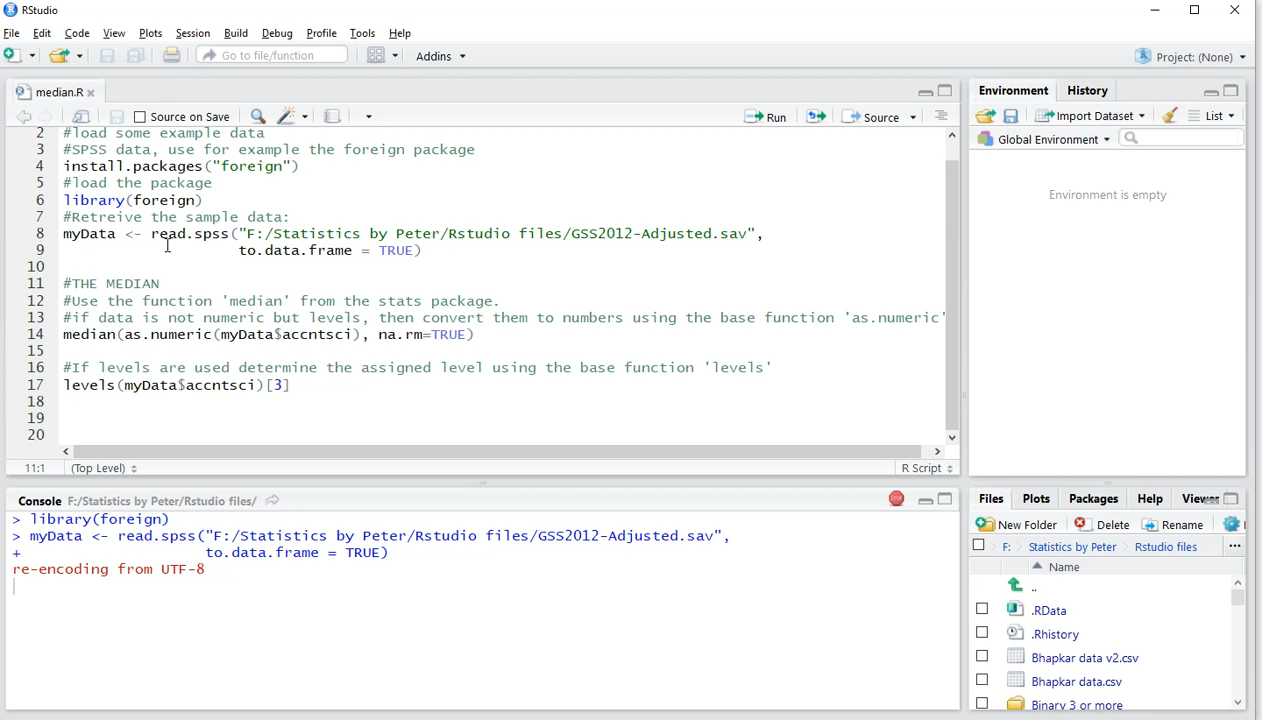 RStudio
File Edit Code View Plots Session Build Debug Profile Tools Help
Go to file/function Addins Project: (None)
median.R
Source on Save Run Source
2 #load some example data
3 #SPSS data, use for example the foreign package
4 install.packages("foreign")
5 #load the package
6 library(foreign)
7 #Retreive the sample data:
8 myData <- read.spss("F:/Statistics by Peter/Rstudio files/GSS2012-Adjusted.sav",
9 to.data.frame = TRUE)
10
11 #THE MEDIAN
12 #Use the function 'median' from the stats package.
13 #if data is not numeric but levels, then convert them to numbers using the base function 'as.numeric'
14 median(as.numeric(myData$accntsci), na.rm=TRUE)
15
16 #If levels are used determine the assigned level using the base function 'levels'
17 levels(myData$accntsci)[3]
18
19
20
11:1 (Top Level) R Script
Console F:/Statistics by Peter/Rstudio files/
> library(foreign)
> myData <- read.spss("F:/Statistics by Peter/Rstudio files/GSS2012-Adjusted.sav",
+ to.data.frame = TRUE)
re-encoding from UTF-8
Environment History
Import Dataset List
Global Environment
Environment is empty
Files Plots Packages Help Viewer
New Folder Delete Rename
F: Statistics by Peter Rstudio files ...
Name
..
.RData
.Rhistory
Bhapkar data v2.csv
Bhapkar data.csv
Binary 3 or more